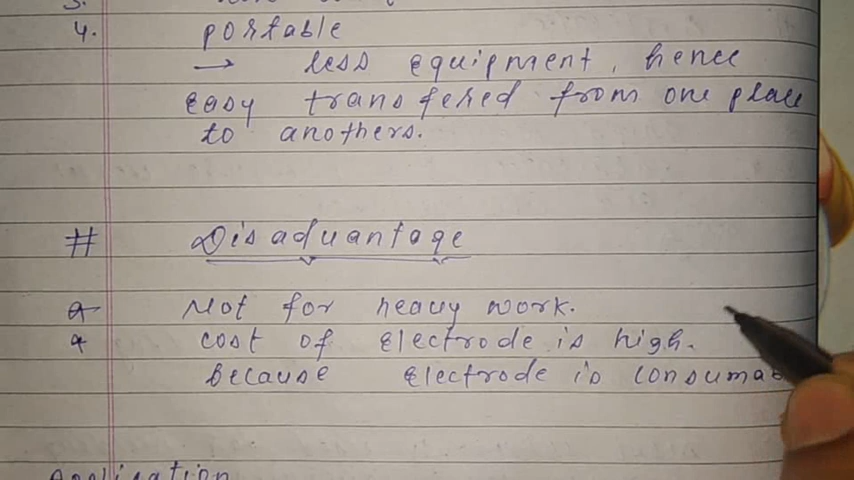 4. portable
→ less equipment, hence
easy transfered from one place
to anothers.
# Disadvantage
Not for heavy work.
* cost of electrode is high.
because electrode is
Application